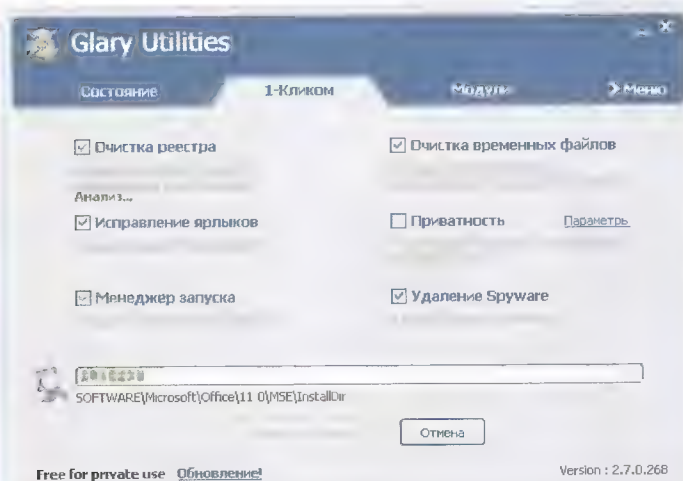 Glary Utilities
Состояние 1-Кликом Модули Меню
Очистка реестра Очистка временных файлов
Анализ...
Исправление ярлыков Приватность Параметры
Менеджер запуска Удаление Spyware
SOFTWARE\Microsoft\Office\11 0\MSE\InstallDir
Отмена
Free for private use Обновление! Version : 2.7.0.268